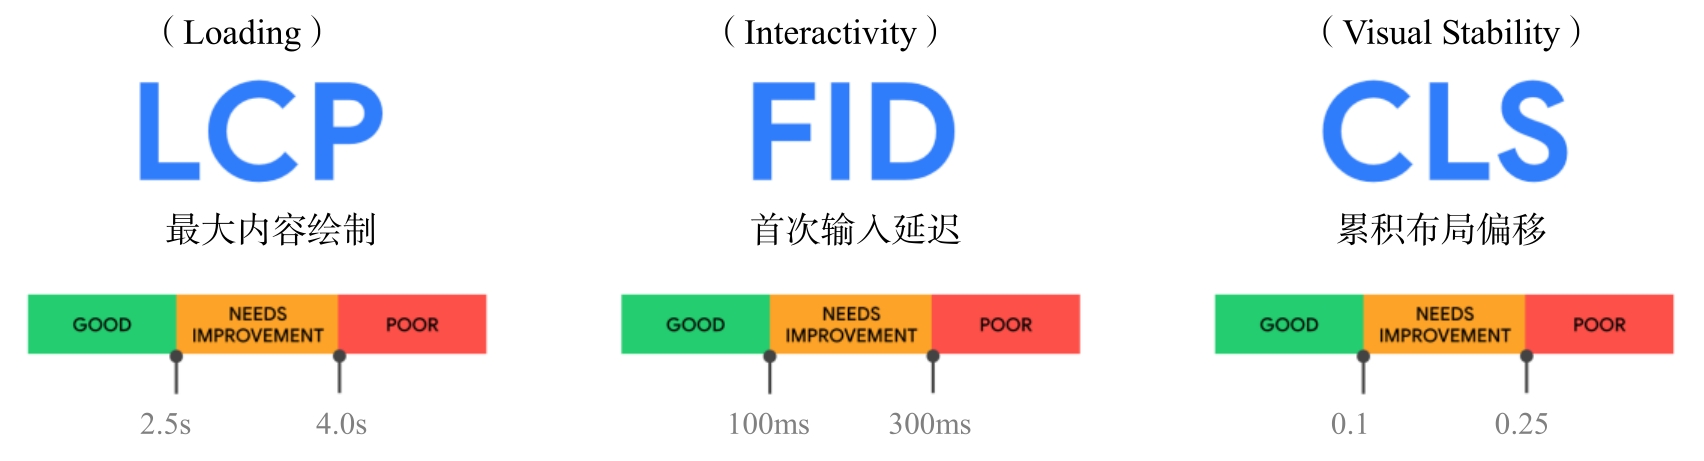 （Loading）
LCP
最大内容绘制
GOOD
NEEDS
IMPROVEMENT
POOR
2.5s
4.0s
（Interactivity）
FID
首次输入延迟
GOOD
NEEDS
IMPROVEMENT
POOR
100ms
300ms
（Visual Stability）
CLS
累积布局偏移
GOOD
NEEDS
IMPROVEMENT
POOR
0.1
0.25